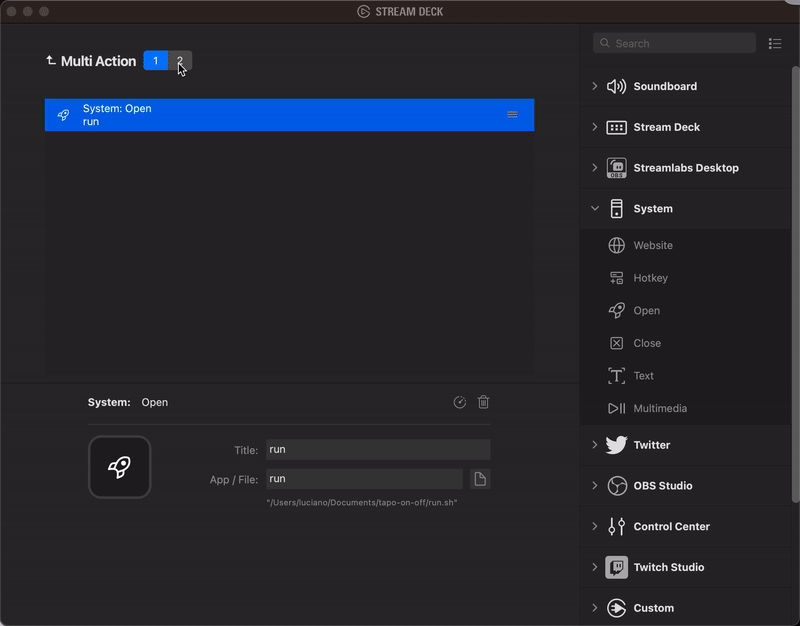 STREAM DECK
Multi Action 1 2
Search
System: Open
run
Soundboard
Stream Deck
OBS
Streamlabs Desktop
System
Website
Hotkey
Open
Close
Text
Multimedia
Twitter
OBS Studio
Control Center
Twitch Studio
Custom
System: Open
Title: run
App / File: run
"/Users/luciano/Documents/tapo-on-off/run.sh"